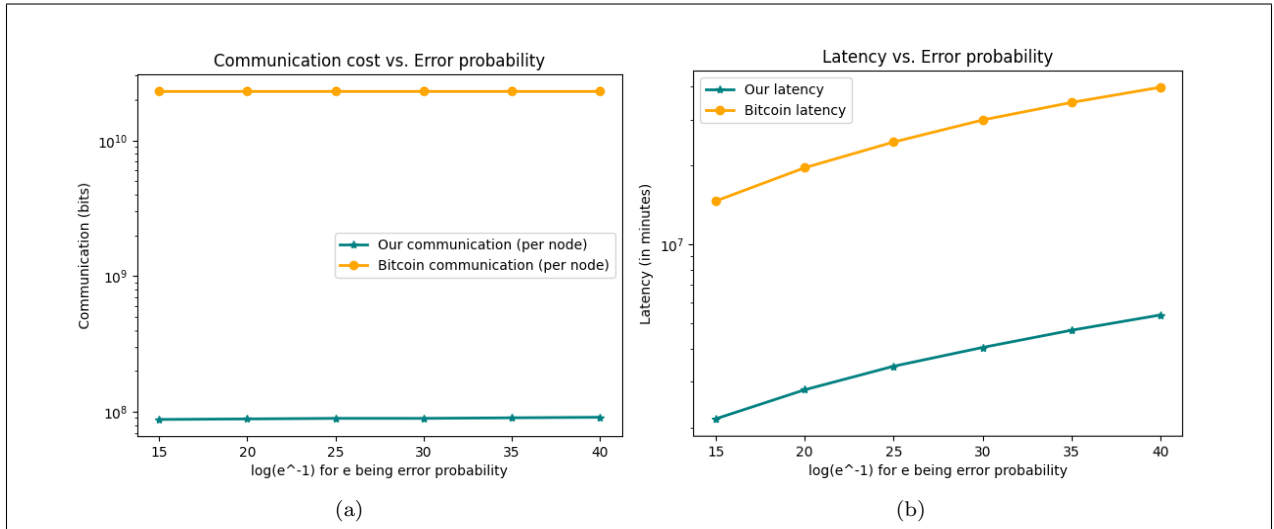 Communication cost vs. Error probability
Communication (bits)
10^10
10^9
10^8
Our communication (per node)
Bitcoin communication (per node)
15 20 25 30 35 40
log(e^-1) for e being error probability
(a)
Latency vs. Error probability
Latency (in minutes)
10^7
Our latency
Bitcoin latency
15 20 25 30 35 40
log(e^-1) for e being error probability
(b)